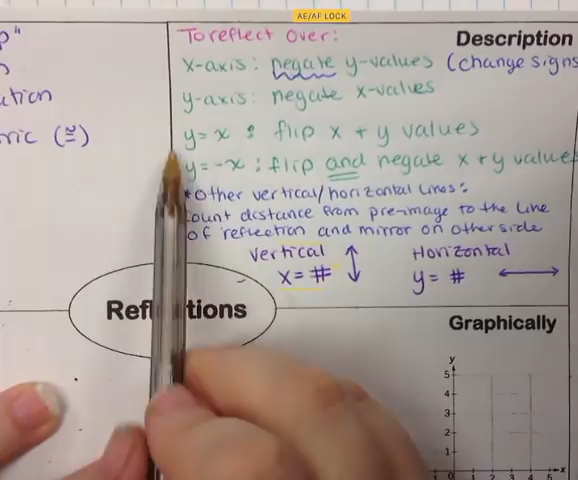 AE/AF LOCK
To reflect over:
Description
x-axis: negate y-values (change signs
y-axis: negate x-values
y=x : flip x + y values
y=-x : flip and negate x + y values
*Other vertical/horizontal lines:
count distance from pre-image to the line
of reflection and mirror on other side
vertical
x= #
Horizontal
y= #
(≅)
Graphically
y
5
4
3
2
1
0
1
2
3
4
5
x